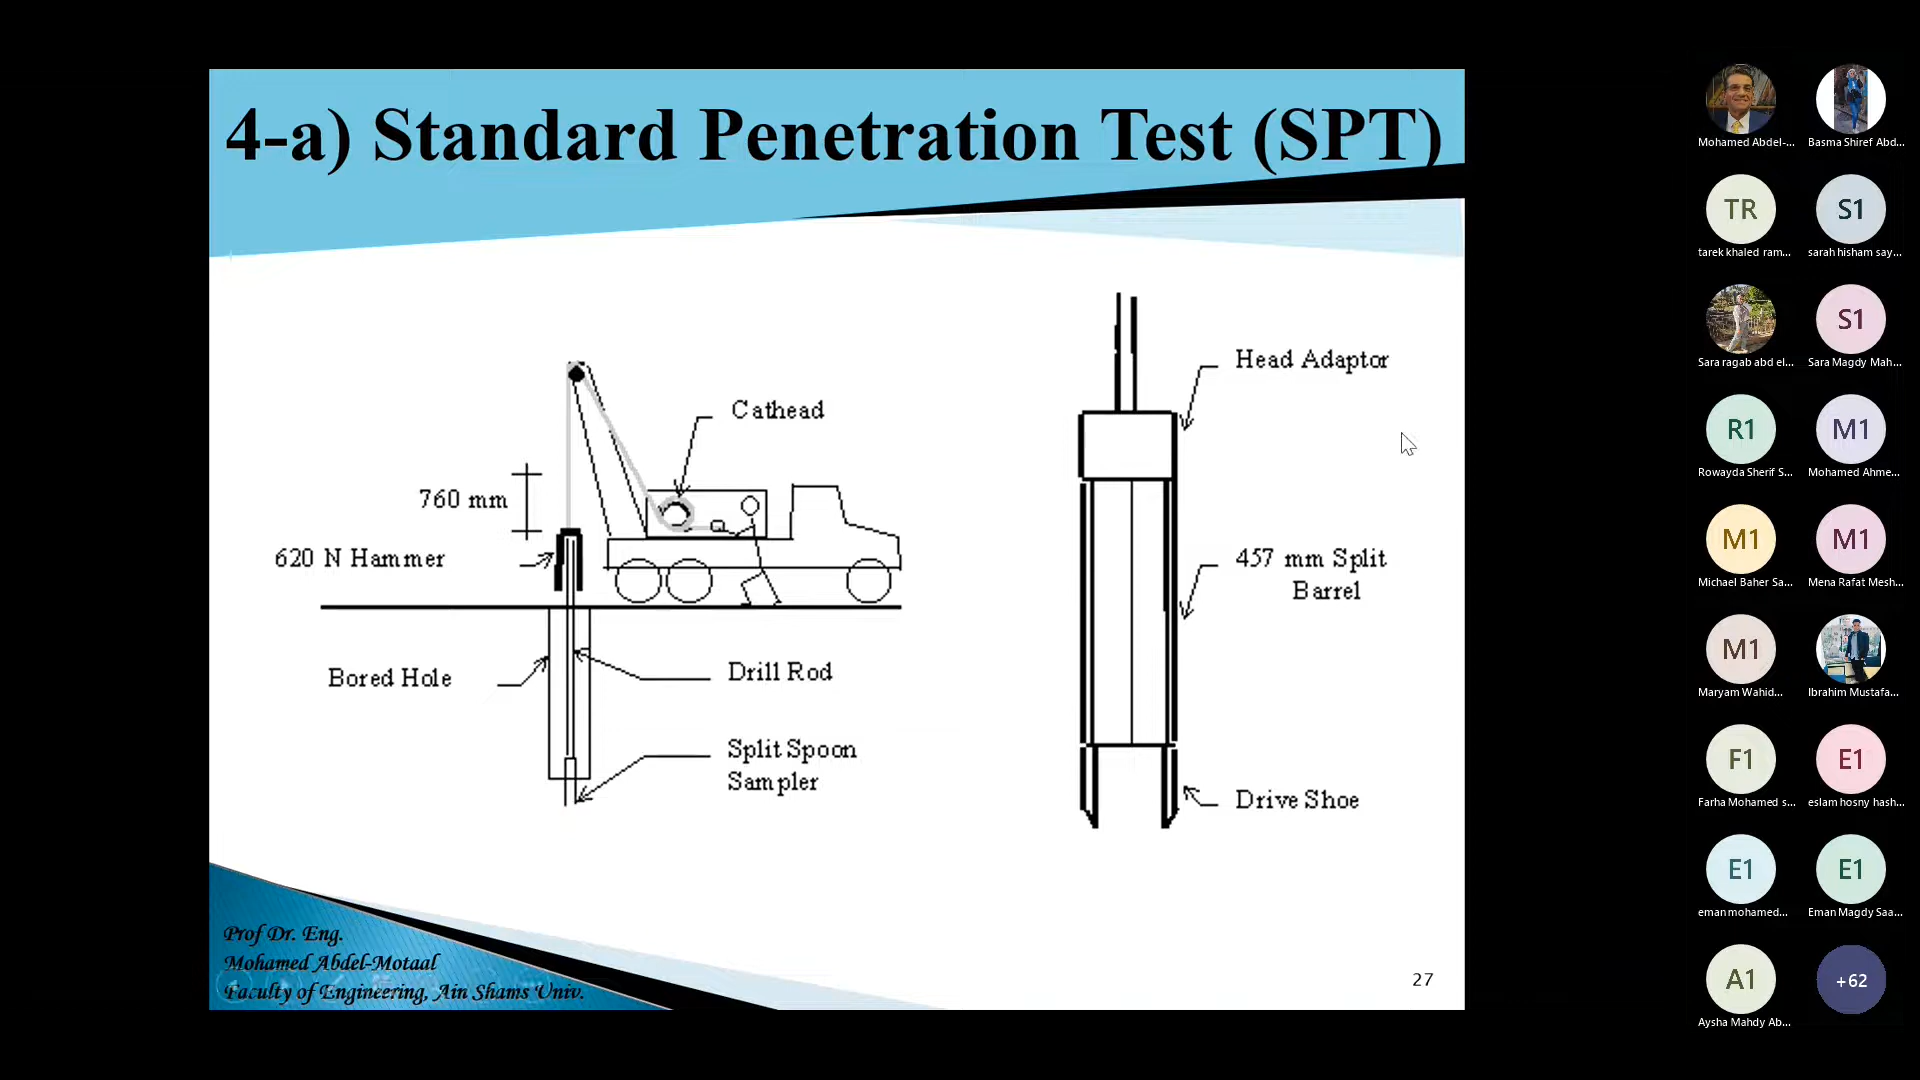 4-a) Standard Penetration Test (SPT)
Cathead
760 mm
620 N Hammer
Bored Hole
Drill Rod
Split Spoon
Sampler
Head Adaptor
457 mm Split
Barrel
Drive Shoe
Prof Dr. Eng.
Mohamed Abdel-Motaal
Faculty of Engineering, Ain Shams Univ.
27
Mohamed Abdel-...
Basma Shiref Abd...
TR
tarek khaled ram...
S1
sarah hisham say...
Sara ragab abd el...
S1
Sara Magdy Mah...
R1
Rowayda Sherif S...
M1
Mohamed Ahme...
M1
Michael Baher Sa...
M1
Mena Rafat Mesh...
M1
Maryam Wahid...
Ibrahim Mustafa...
F1
Farha Mohamed s...
E1
eslam hosny hash...
E1
eman mohamed...
E1
Eman Magdy Saa...
A1
Aysha Mahdy Ab...
+62